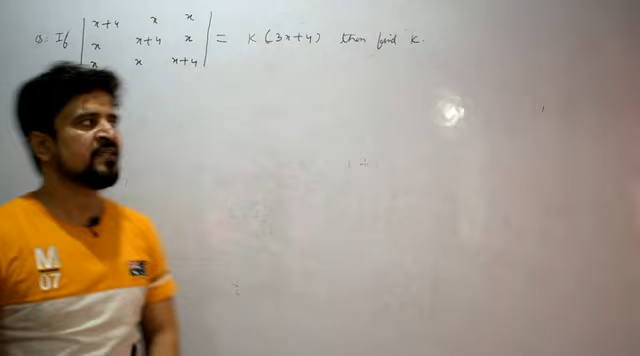 Q: If | x+4 x x | = K (3x+4) then find K.
| x x+4 x |
| x x x+4 |
M
07